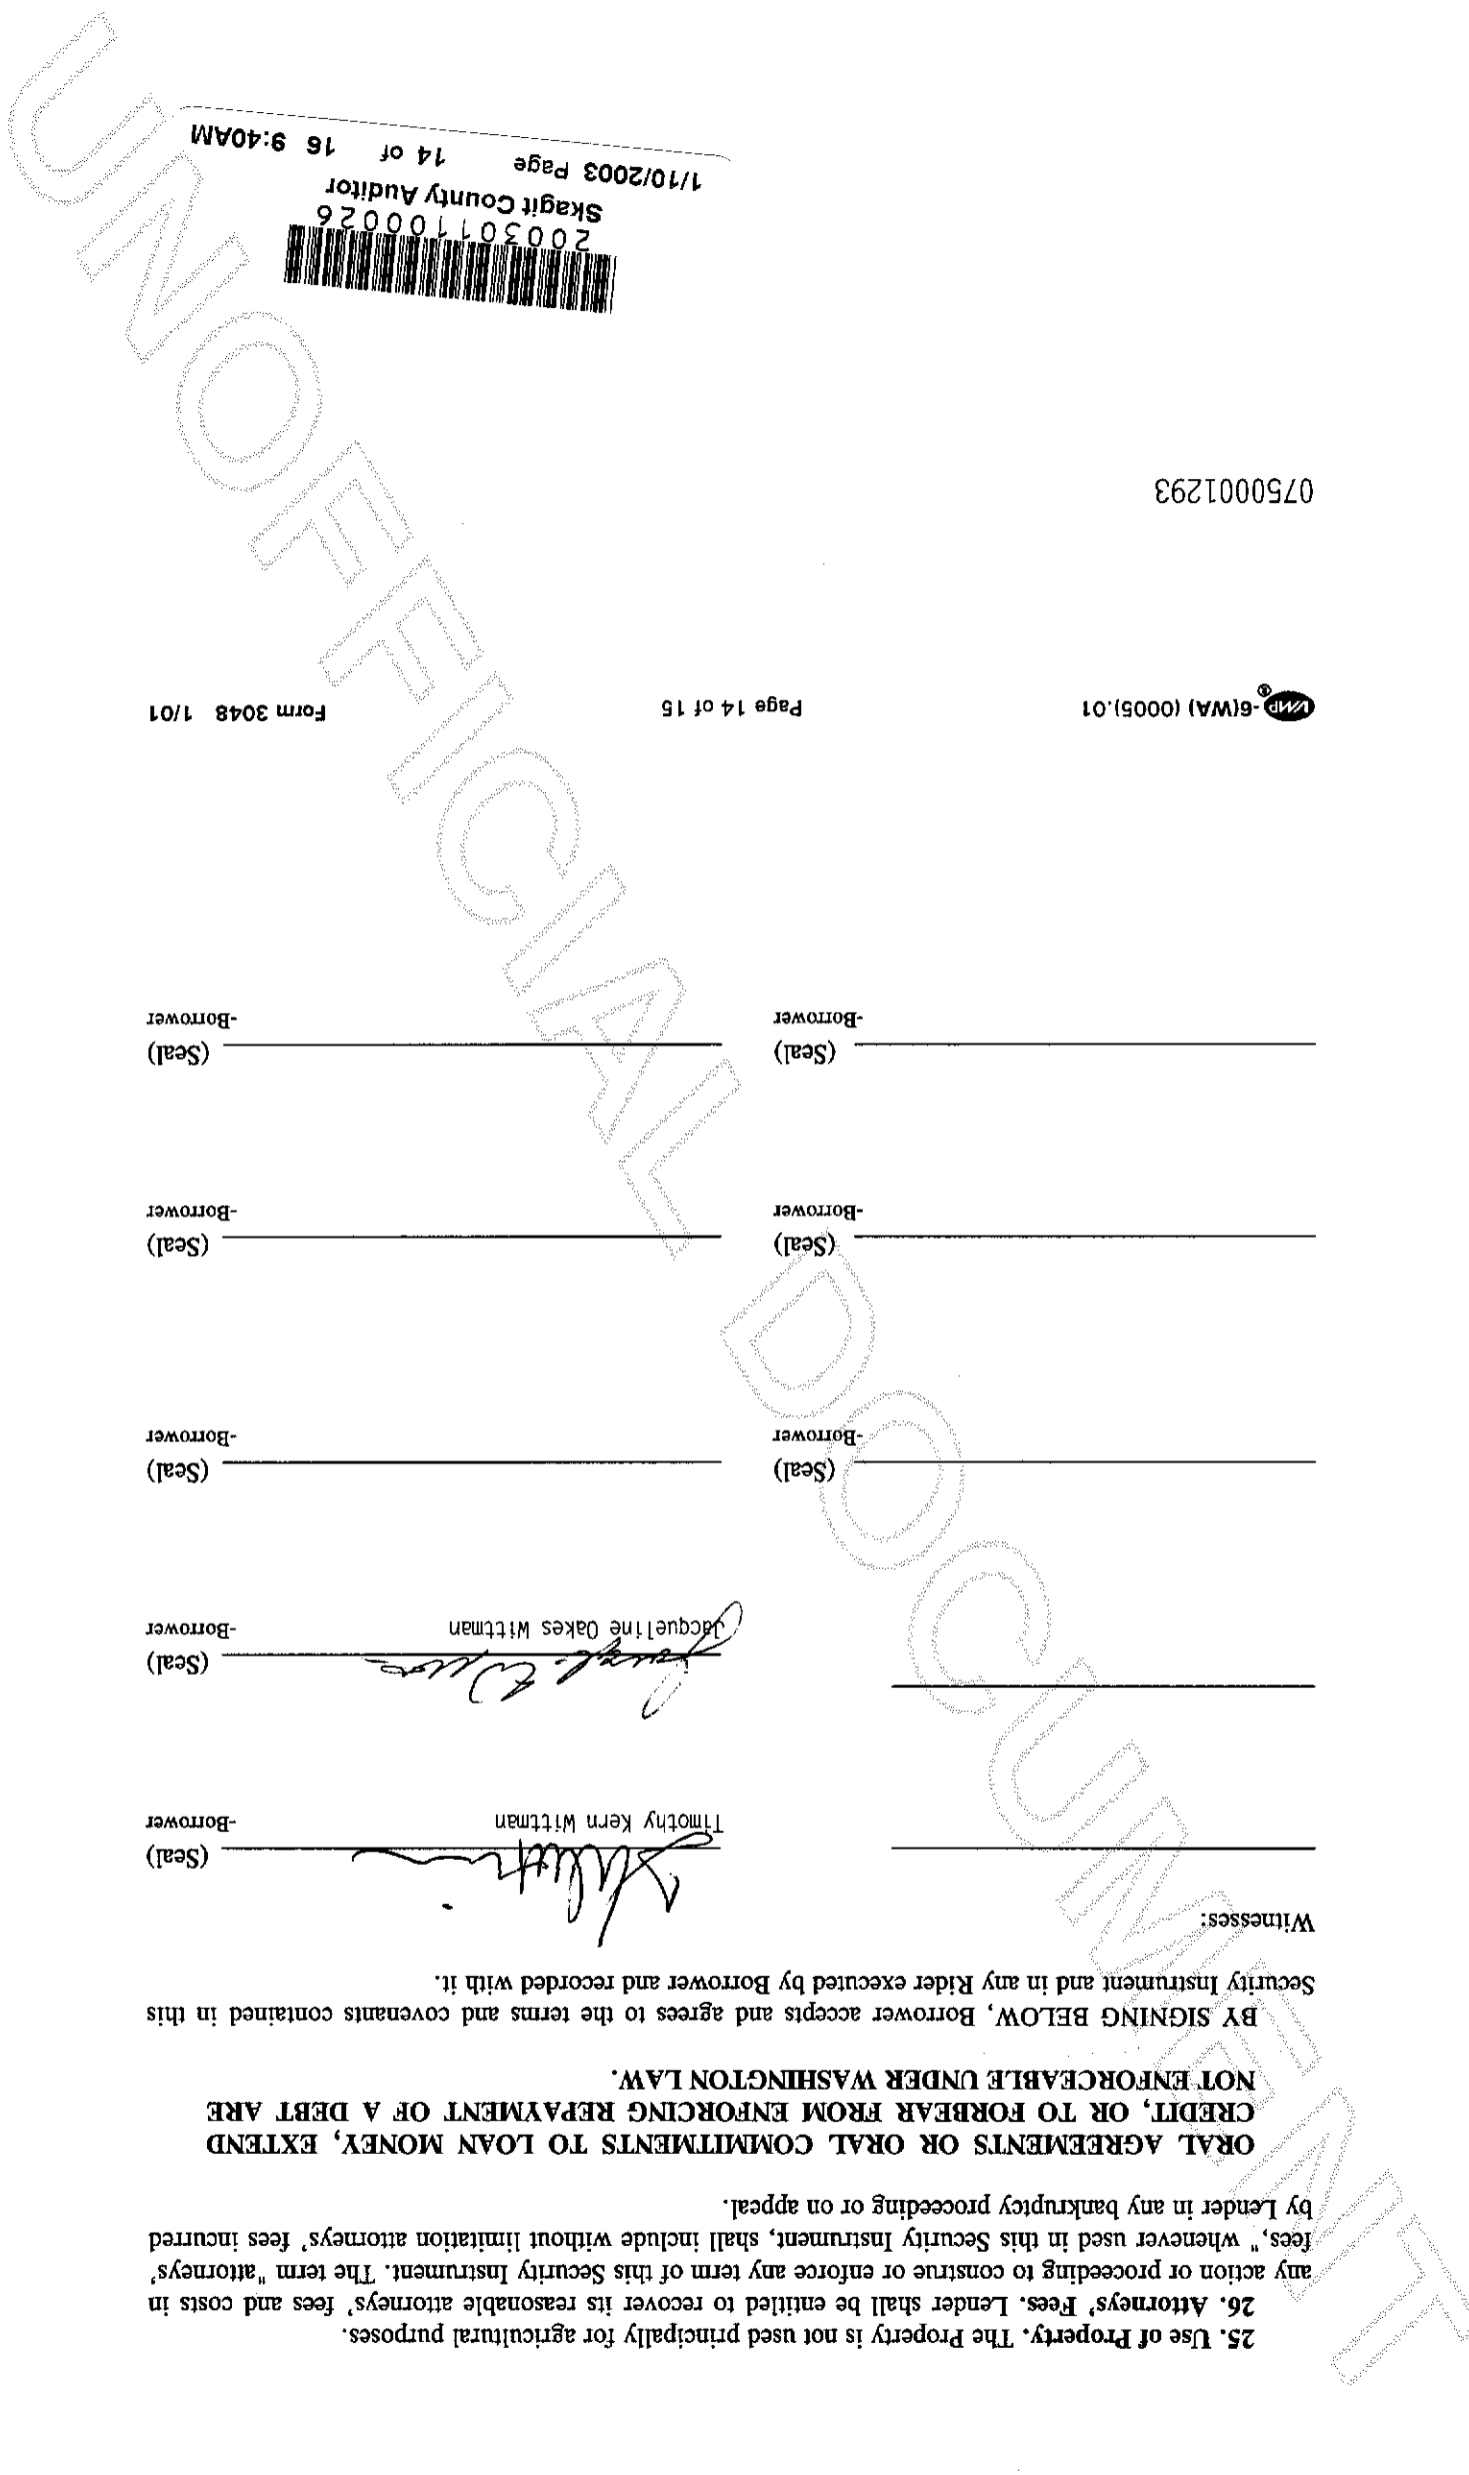 25. Use of Property. The Property is not used principally for agricultural purposes.
26. Attorneys' Fees. Lender shall be entitled to recover its reasonable attorneys' fees and costs in
any action or proceeding to construe or enforce any term of this Security Instrument. The term "attorneys'
fees," whenever used in this Security Instrument, shall include without limitation attorneys' fees incurred
by Lender in any bankruptcy proceeding or on appeal.
ORAL AGREEMENTS OR ORAL COMMITMENTS TO LOAN MONEY, EXTEND
CREDIT, OR TO FORBEAR FROM ENFORCING REPAYMENT OF A DEBT ARE
NOT ENFORCEABLE UNDER WASHINGTON LAW.
BY SIGNING BELOW, Borrower accepts and agrees to the terms and covenants contained in this
Security Instrument and in any Rider executed by Borrower and recorded with it.
Witnesses:
(Seal)
Timothy Kern Wittman -Borrower
(Seal)
Jacqueline Oakes Wittman -Borrower
(Seal) (Seal)
-Borrower -Borrower
(Seal) (Seal)
-Borrower -Borrower
(Seal) (Seal)
-Borrower -Borrower
VMP -6(WA) (0005).01 Page 14 of 15 Form 3048 1/01
0750001293
200301100026
Skagit County Auditor
1/10/2003 Page 14 of 16 9:40AM
UNOFFICIAL DOCUMENT